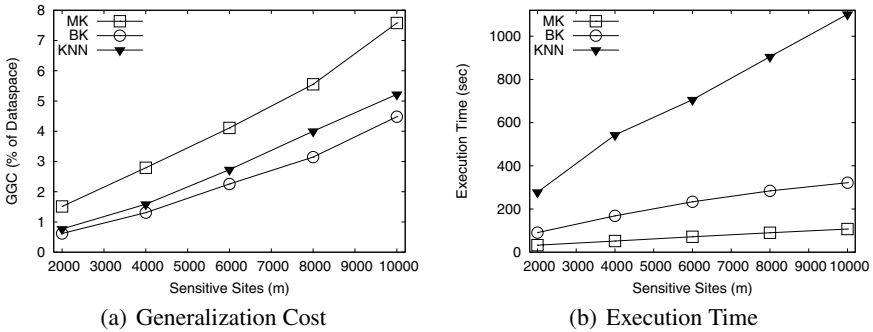 8
7
6
5
4
3
2
1
0
GGC (% of Dataspace)
MK
BK
KNN
2000 3000 4000 5000 6000 7000 8000 9000 10000
Sensitive Sites (m)
(a) Generalization Cost
1000
800
600
400
200
0
Execution Time (sec)
MK
BK
KNN
2000 3000 4000 5000 6000 7000 8000 9000 10000
Sensitive Sites (m)
(b) Execution Time